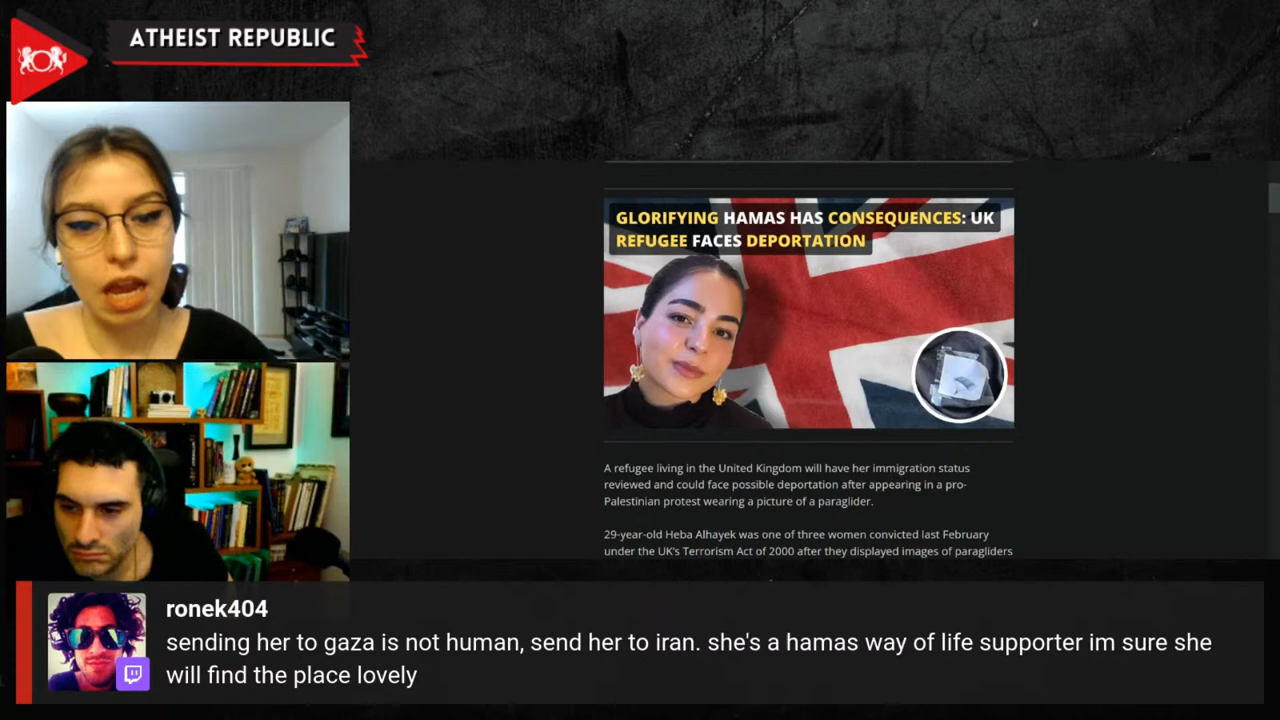 ATHEIST REPUBLIC
GLORIFYING HAMAS HAS CONSEQUENCES: UK
REFUGEE FACES DEPORTATION
A refugee living in the United Kingdom will have her immigration status
reviewed and could face possible deportation after appearing in a pro-
Palestinian protest wearing a picture of a paraglider.
29-year-old Heba Alhayek was one of three women convicted last February
under the UK's Terrorism Act of 2000 after they displayed images of paragliders
ronek404
sending her to gaza is not human, send her to iran. she's a hamas way of life supporter im sure she
will find the place lovely